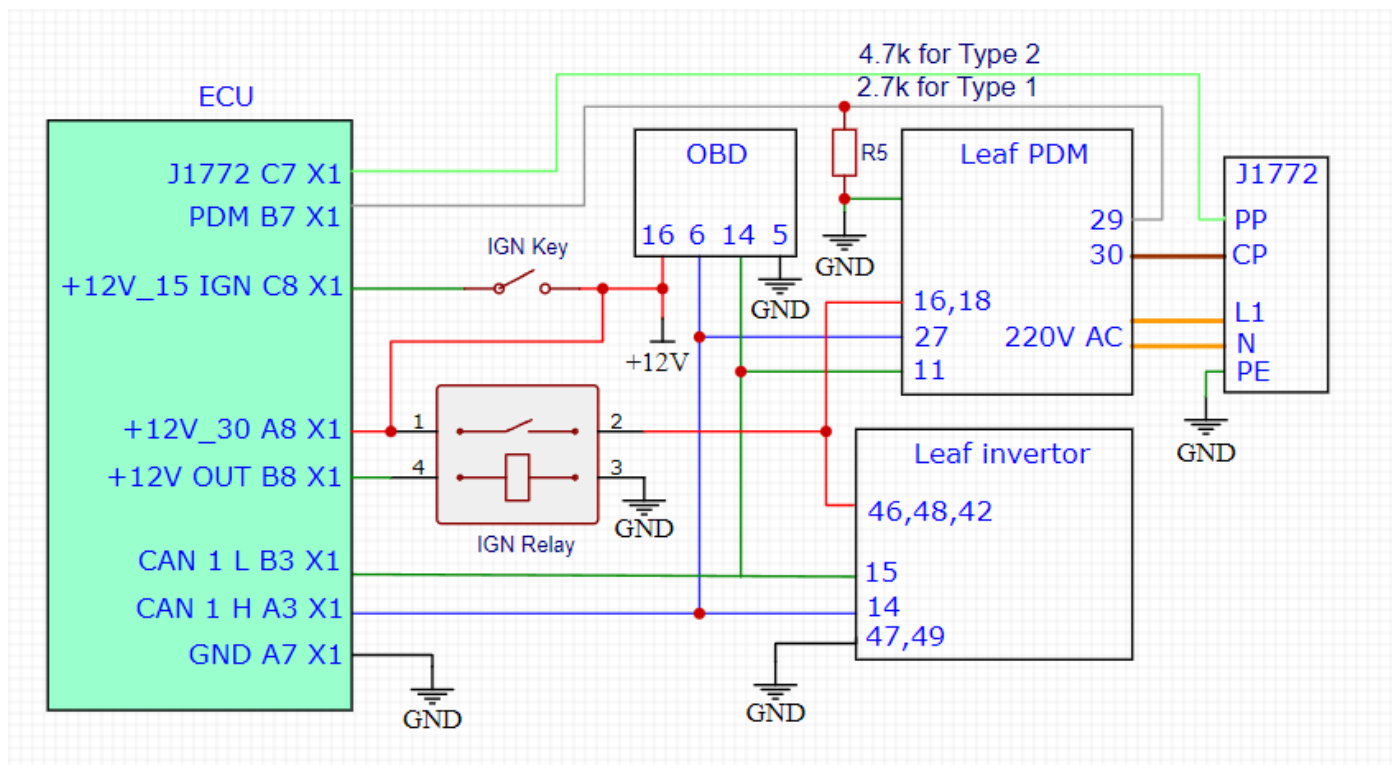 4.7k for Type 2
2.7k for Type 1
ECU
J1772 C7 X1
PDM B7 X1
+12V_15 IGN C8 X1
+12V_30 A8 X1
+12V OUT B8 X1
CAN 1 L B3 X1
CAN 1 H A3 X1
GND A7 X1
GND
IGN Key
OBD
16 6 14 5
GND
+12V
R5
GND
1 2
4 3
GND
IGN Relay
Leaf PDM
29
30
16,18
27 220V AC
11
J1772
PP
CP
L1
N
PE
GND
Leaf invertor
46,48,42
15
14
47,49
GND